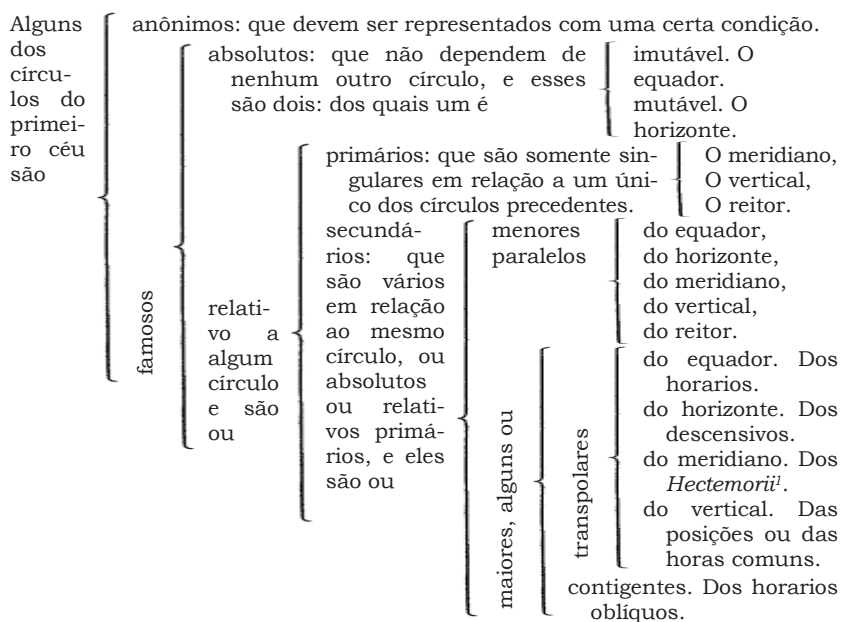 Alguns
dos
círcu-
los do
primei-
ro céu
são
anônimos: que devem ser representados com uma certa condição.
famosos
absolutos: que não dependem de
nenhum outro círculo, e esses
são dois: dos quais um é
imutável. O
equador.
mutável. O
horizonte.
relati-
vo a
algum
círculo
e são
ou
primários: que são somente sin-
gulares em relação a um úni-
co dos círculos precedentes.
O meridiano,
O vertical,
O reitor.
secundá-
rios: que
são vários
em relação
ao mesmo
círculo, ou
absolutos
ou relati-
vos primá-
rios, e eles
são ou
menores
paralelos
do equador,
do horizonte,
do meridiano,
do vertical,
do reitor.
maiores, alguns ou
transpolares
do equador. Dos
horarios.
do horizonte. Dos
descensivos.
do meridiano. Dos
Hectemorii¹.
do vertical. Das
posições ou das
horas comuns.
contigentes. Dos horarios
oblíquos.